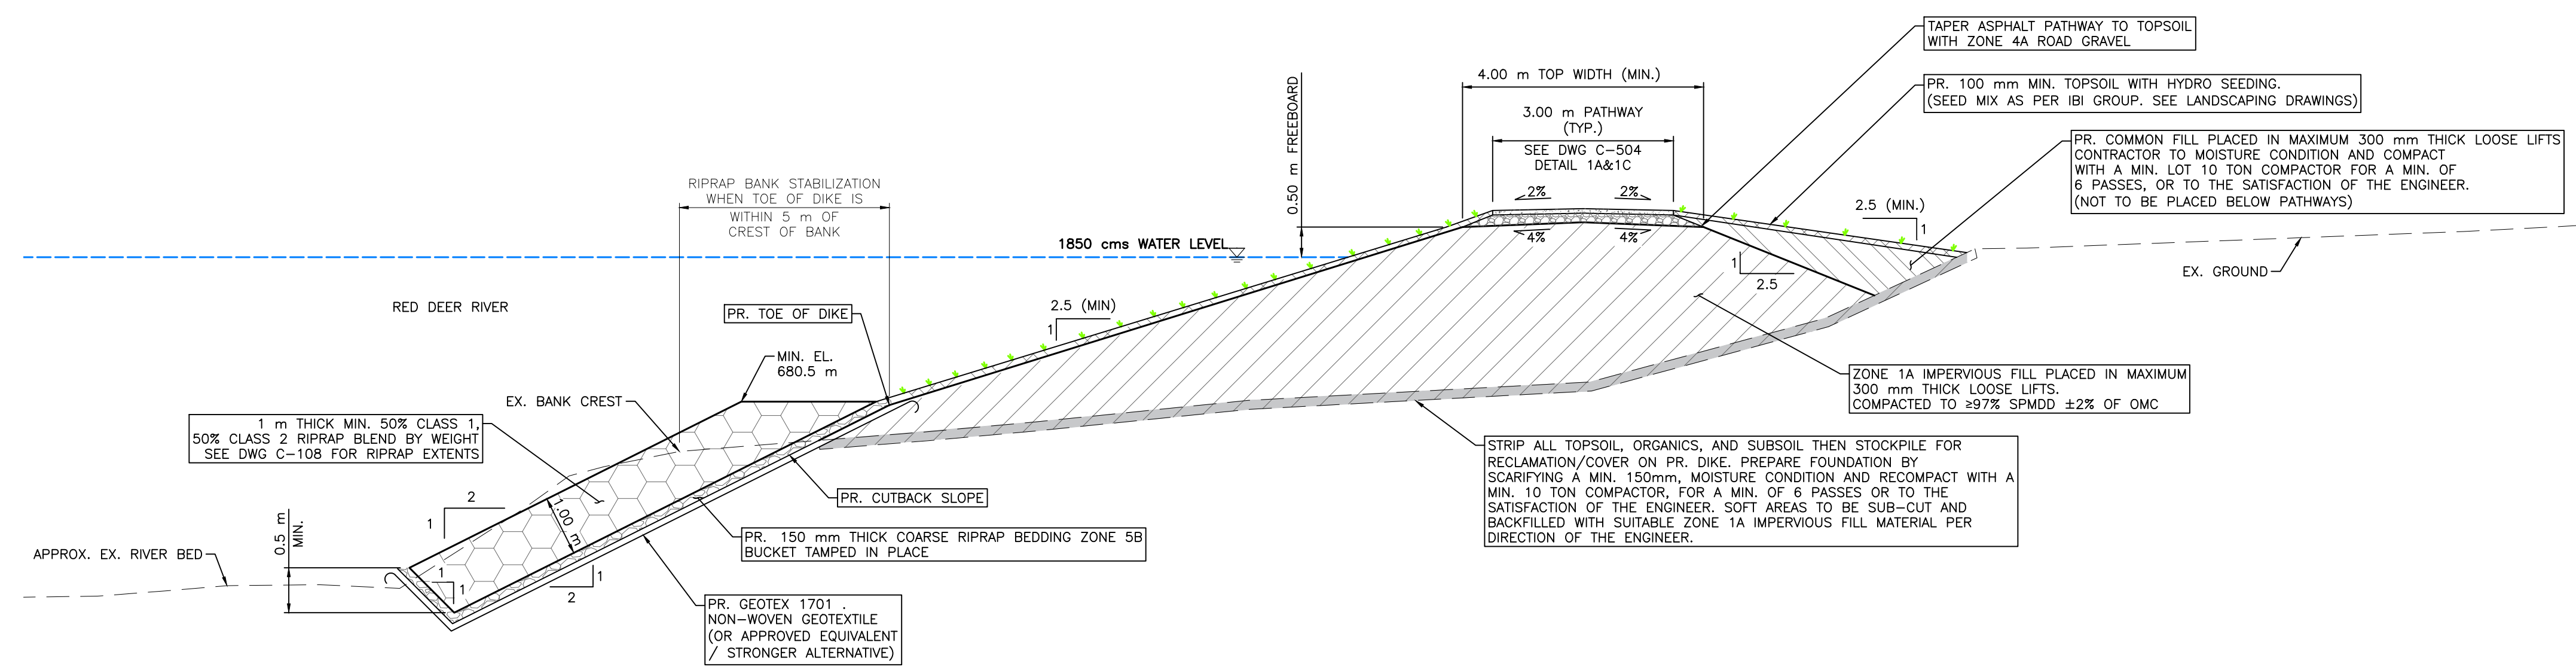 TAPER ASPHALT PATHWAY TO TOPSOIL
WITH ZONE 4A ROAD GRAVEL
4.00 m TOP WIDTH (MIN.)
PR. 100 mm MIN. TOPSOIL WITH HYDRO SEEDING.
(SEED MIX AS PER IBI GROUP. SEE LANDSCAPING DRAWINGS)
0.50 m FREEBOARD
3.00 m PATHWAY
(TYP.)
SEE DWG C-504
DETAIL 1A&1C
PR. COMMON FILL PLACED IN MAXIMUM 300 mm THICK LOOSE LIFTS
CONTRACTOR TO MOISTURE CONDITION AND COMPACT
WITH A MIN. LOT 10 TON COMPACTOR FOR A MIN. OF
6 PASSES, OR TO THE SATISFACTION OF THE ENGINEER.
(NOT TO BE PLACED BELOW PATHWAYS)
RIPRAP BANK STABILIZATION
WHEN TOE OF DIKE IS
WITHIN 5 m OF
CREST OF BANK
2%
2%
4%
4%
2.5 (MIN.)
1
1850 cms WATER LEVEL
EX. GROUND
1
2.5
RED DEER RIVER
2.5 (MIN)
1
PR. TOE OF DIKE
MIN. EL.
680.5 m
ZONE 1A IMPERVIOUS FILL PLACED IN MAXIMUM
300 mm THICK LOOSE LIFTS.
COMPACTED TO ≥97% SPMDD ±2% OF OMC
EX. BANK CREST
1 m THICK MIN. 50% CLASS 1,
50% CLASS 2 RIPRAP BLEND BY WEIGHT
SEE DWG C-108 FOR RIPRAP EXTENTS
STRIP ALL TOPSOIL, ORGANICS, AND SUBSOIL THEN STOCKPILE FOR
RECLAMATION/COVER ON PR. DIKE. PREPARE FOUNDATION BY
SCARIFYING A MIN. 150mm, MOISTURE CONDITION AND RECOMPACT WITH A
MIN. 10 TON COMPACTOR, FOR A MIN. OF 6 PASSES OR TO THE
SATISFACTION OF THE ENGINEER. SOFT AREAS TO BE SUB-CUT AND
BACKFILLED WITH SUITABLE ZONE 1A IMPERVIOUS FILL MATERIAL PER
DIRECTION OF THE ENGINEER.
PR. CUTBACK SLOPE
2
1
1.00 m
0.5 m
MIN.
PR. 150 mm THICK COARSE RIPRAP BEDDING ZONE 5B
BUCKET TAMPED IN PLACE
APPROX. EX. RIVER BED
1
1
1
2
PR. GEOTEX 1701 .
NON-WOVEN GEOTEXTILE
(OR APPROVED EQUIVALENT
/ STRONGER ALTERNATIVE)